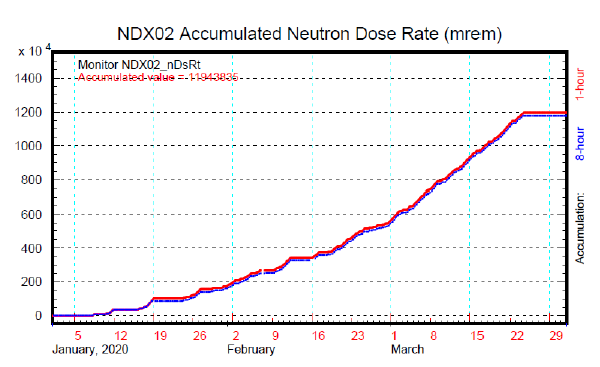 NDX02 Accumulated Neutron Dose Rate (mrem)
x 10⁴
Monitor NDX02_nDsRt
Accumulated value = 11943835
1400
1200
1000
800
600
400
200
0
5 12 19 26 2 9 16 23 1 8 15 22 29
January, 2020 February March
Accumulation: 8-hour 1-hour